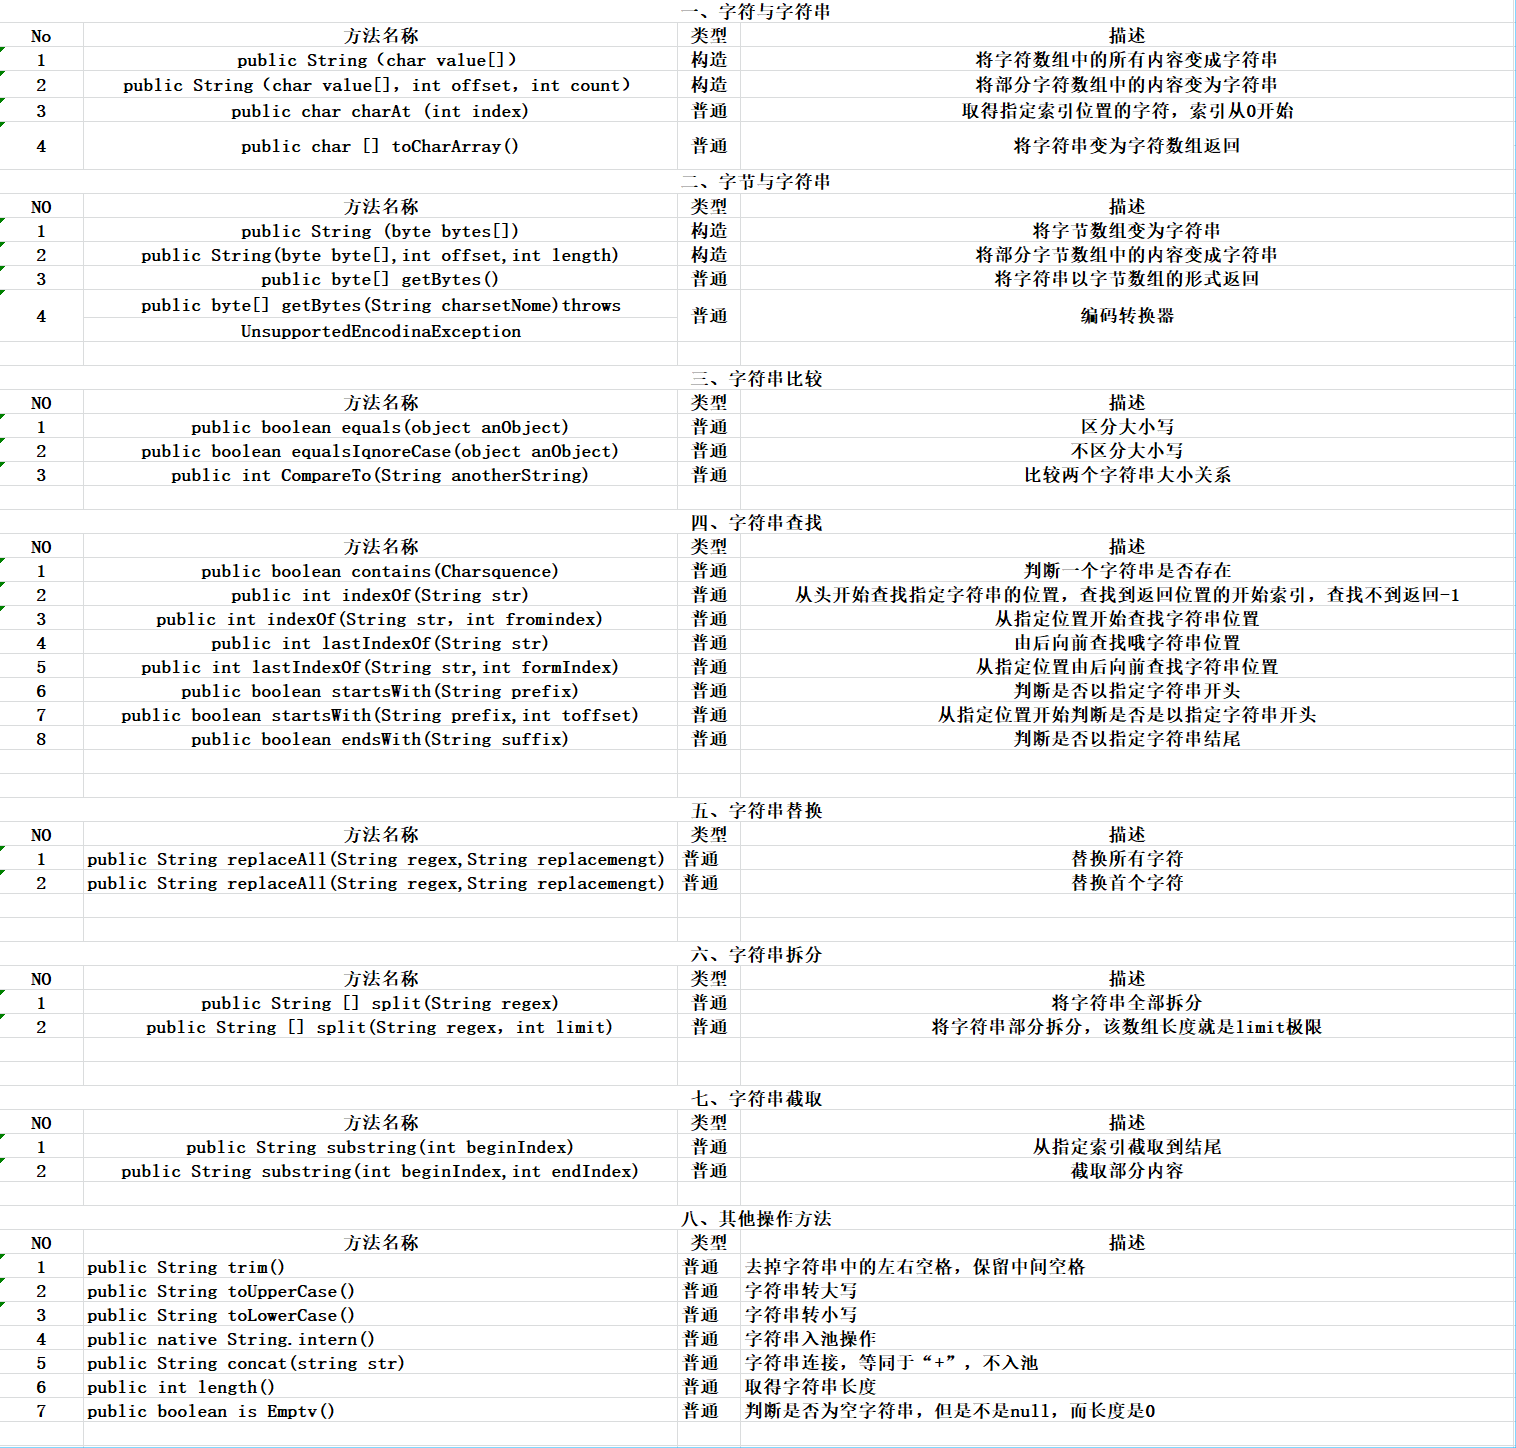 一、字符与字符串
No 方法名称 类型 描述
1 public String（char value[]） 构造 将字符数组中的所有内容变成字符串
2 public String（char value[], int offset, int count） 构造 将部分字符数组中的内容变为字符串
3 public char charAt (int index) 普通 取得指定索引位置的字符，索引从0开始
4 public char [] toCharArray() 普通 将字符串变为字符数组返回
二、字节与字符串
NO 方法名称 类型 描述
1 public String (byte bytes[]) 构造 将字节数组变为字符串
2 public String(byte byte[],int offset,int length) 构造 将部分字节数组中的内容变成字符串
3 public byte[] getBytes() 普通 将字符串以字节数组的形式返回
4 public byte[] getBytes(String charsetNome)throws 普通 编码转换器
UnsupportedEncodinaException
三、字符串比较
NO 方法名称 类型 描述
1 public boolean equals(object anObject) 普通 区分大小写
2 public boolean equalsIqnoreCase(object anObject) 普通 不区分大小写
3 public int CompareTo(String anotherString) 普通 比较两个字符串大小关系
四、字符串查找
NO 方法名称 类型 描述
1 public boolean contains(Charsquence) 普通 判断一个字符串是否存在
2 public int indexOf(String str) 普通 从头开始查找指定字符串的位置，查找到返回位置的开始索引，查找不到返回-1
3 public int indexOf(String str, int fromindex) 普通 从指定位置开始查找字符串位置
4 public int lastIndexOf(String str) 普通 由后向前查找哦字符串位置
5 public int lastIndexOf(String str,int formIndex) 普通 从指定位置由后向前查找字符串位置
6 public boolean startsWith(String prefix) 普通 判断是否以指定字符串开头
7 public boolean startsWith(String prefix,int toffset) 普通 从指定位置开始判断是否是以指定字符串开头
8 public boolean endsWith(String suffix) 普通 判断是否以指定字符串结尾
五、字符串替换
NO 方法名称 类型 描述
1 public String replaceAll(String regex,String replacemengt) 普通 替换所有字符
2 public String replaceAll(String regex,String replacemengt) 普通 替换首个字符
六、字符串拆分
NO 方法名称 类型 描述
1 public String [] split(String regex) 普通 将字符串全部拆分
2 public String [] split(String regex, int limit) 普通 将字符串部分拆分，该数组长度就是limit极限
七、字符串截取
NO 方法名称 类型 描述
1 public String substring(int beginIndex) 普通 从指定索引截取到结尾
2 public String substring(int beginIndex,int endIndex) 普通 截取部分内容
八、其他操作方法
NO 方法名称 类型 描述
1 public String trim() 普通 去掉字符串中的左右空格，保留中间空格
2 public String toUpperCase() 普通 字符串转大写
3 public String toLowerCase() 普通 字符串转小写
4 public native String.intern() 普通 字符串入池操作
5 public String concat(string str) 普通 字符串连接，等同于“+”，不入池
6 public int length() 普通 取得字符串长度
7 public boolean is Emptv() 普通 判断是否为空字符串，但是不是null，而长度是0